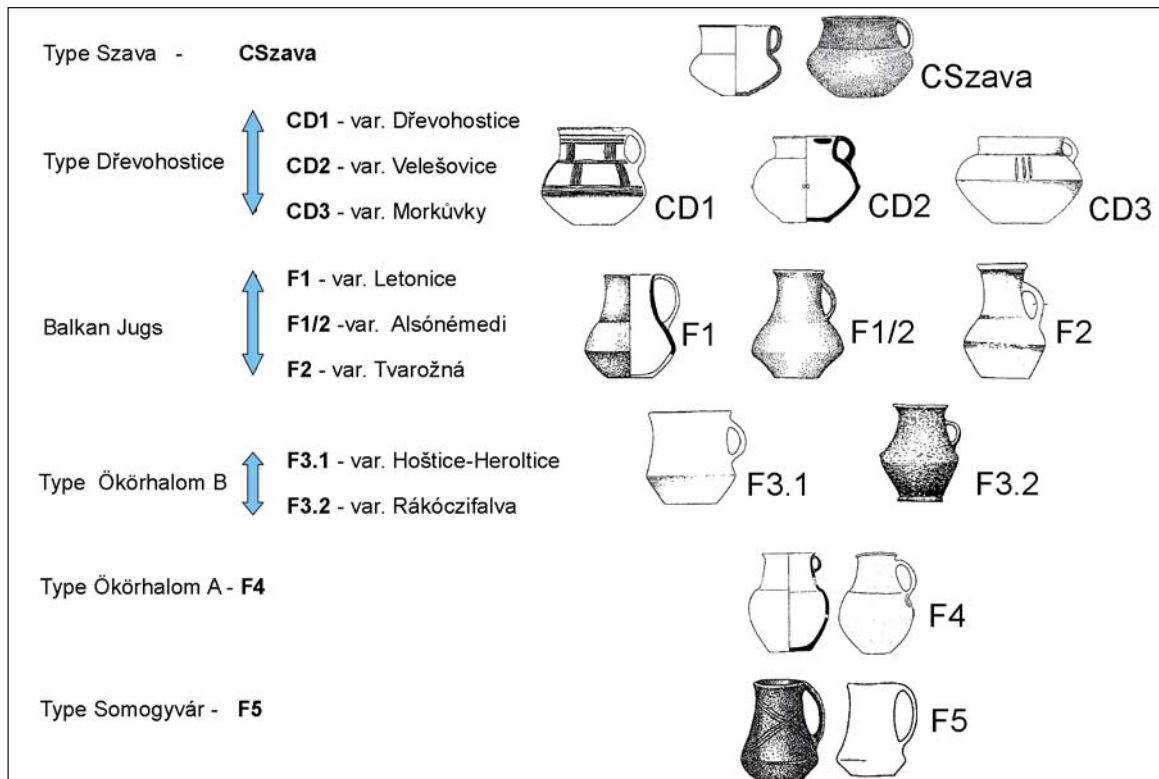 Type Szava - CSzava
CSzava
Type Dřevohostice
CD1 - var. Dřevohostice
CD2 - var. Velešovice
CD3 - var. Morkůvky
CD1
CD2
CD3
Balkan Jugs
F1 - var. Letonice
F1/2 -var. Alsónémedi
F2 - var. Tvarožná
F1
F1/2
F2
Type Ökörhalom B
F3.1 - var. Hoštice-Heroltice
F3.2 - var. Rákóczifalva
F3.1
F3.2
Type Ökörhalom A - F4
F4
Type Somogyvár - F5
F5